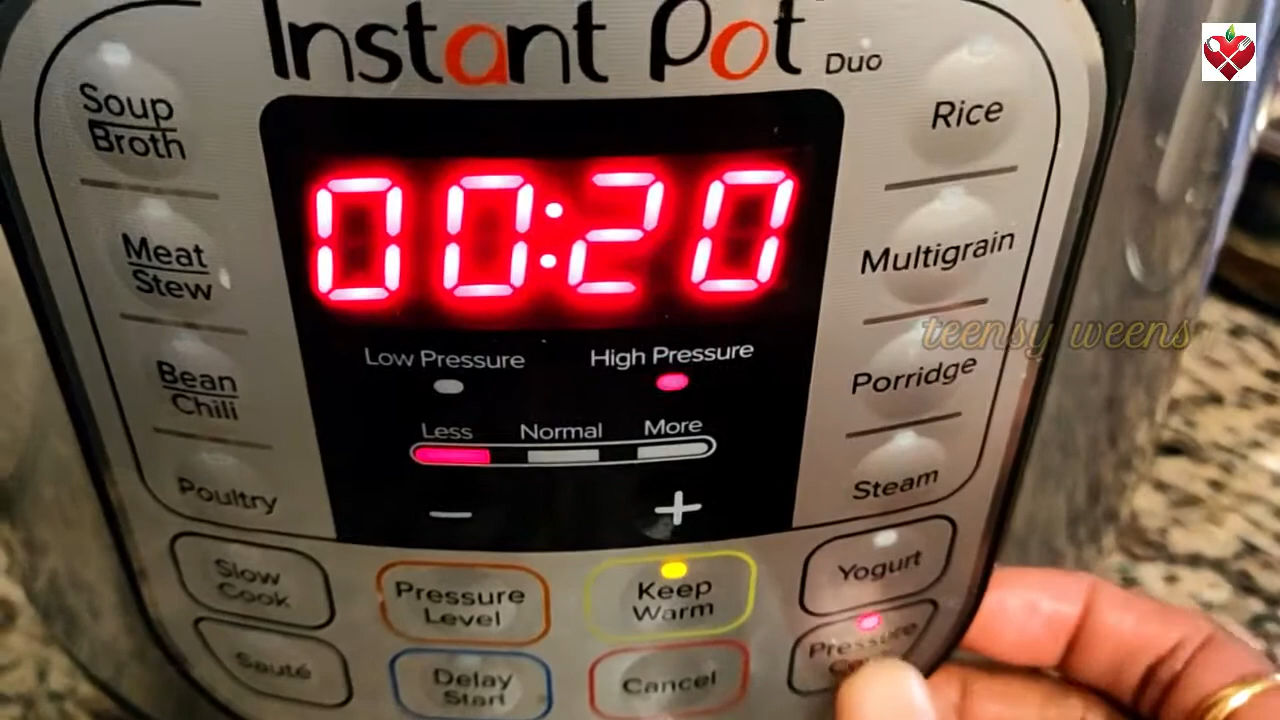 Instant Pot Duo
Soup
Broth
Meat
Stew
Bean
Chili
Poultry
00:20
Low Pressure
High Pressure
Less
Normal
More
−
+
Rice
Multigrain
teensy weens
Porridge
Steam
Slow
Cook
Pressure
Level
Keep
Warm
Yogurt
Sauté
Delay
Start
Cancel
Pressure